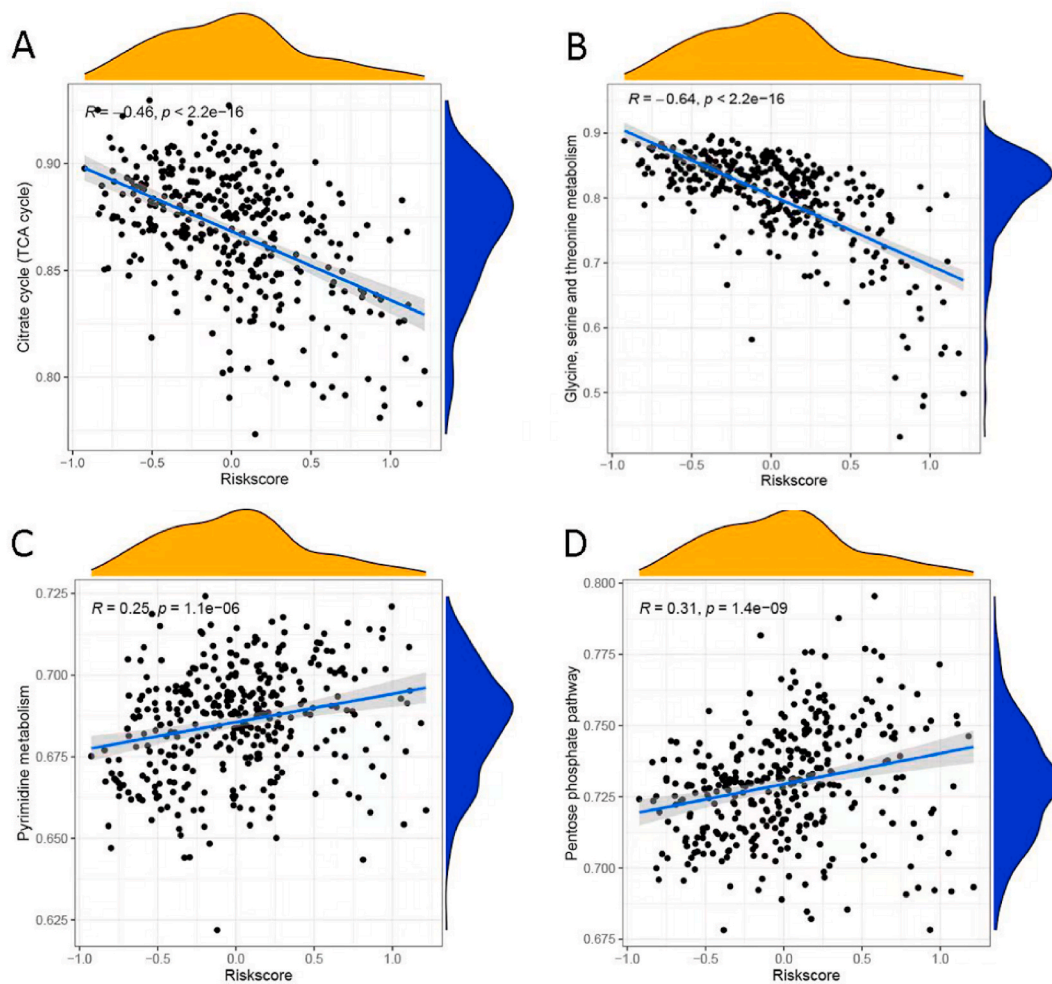 A
R = −0.46, p < 2.2e−16
Citrate cycle (TCA cycle)
0.90
0.85
0.80
−1.0 −0.5 0.0 0.5 1.0
Riskscore
B
R = −0.64, p < 2.2e−16
Glycine, serine and threonine metabolism
0.9
0.8
0.7
0.6
0.5
−1.0 −0.5 0.0 0.5 1.0
Riskscore
C
R = 0.25, p = 1.1e−06
Pyrimidine metabolism
0.725
0.700
0.675
0.650
0.625
−1.0 −0.5 0.0 0.5 1.0
Riskscore
D
R = 0.31, p = 1.4e−09
Pentose phosphate pathway
0.800
0.775
0.750
0.725
0.700
0.675
−1.0 −0.5 0.0 0.5 1.0
Riskscore